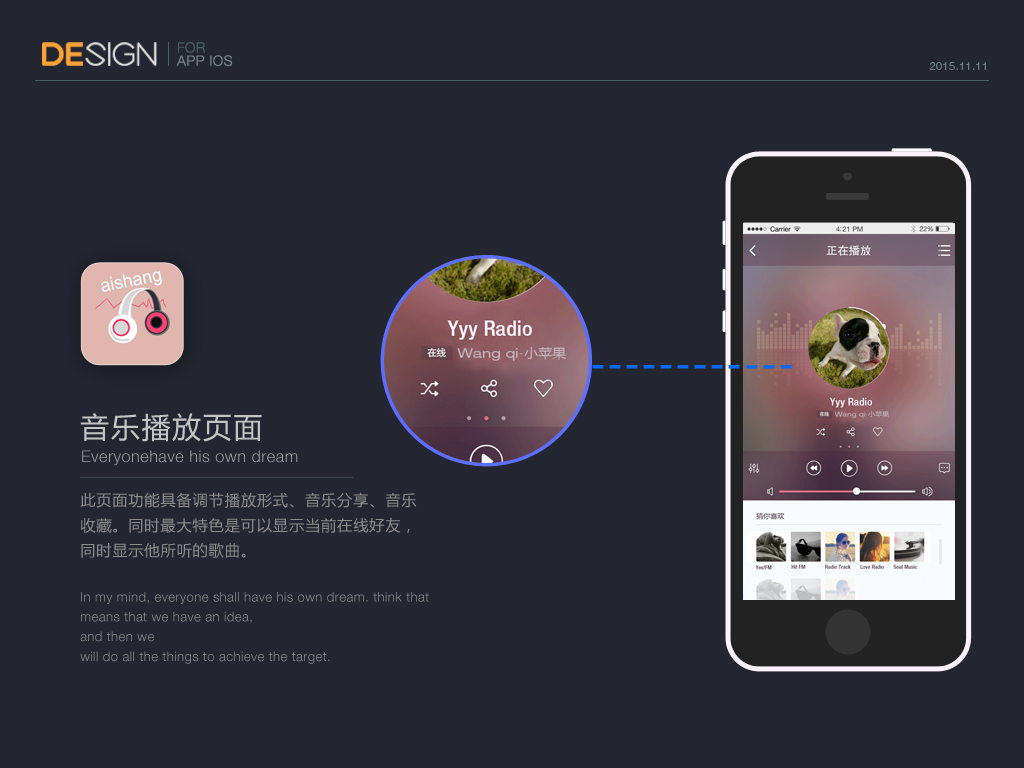 DESIGN
FOR
APP IOS
2015.11.11
aishang
音乐播放页面
Everyonehave his own dream
此页面功能具备调节播放形式、音乐分享、音乐
收藏。同时最大特色是可以显示当前在线好友，
同时显示他所听的歌曲。
In my mind, everyone shall have his own dream. think that
means that we have an idea,
and then we
will do all the things to achieve the target.
Yyy Radio
在线 Wang qi-小苹果
Carrier 4:21 PM 22%
正在播放
Yyy Radio
在线 Wang qi-小苹果
猜你喜欢
Yes!FM Hit FM Radio Track Love Radio Soul Music